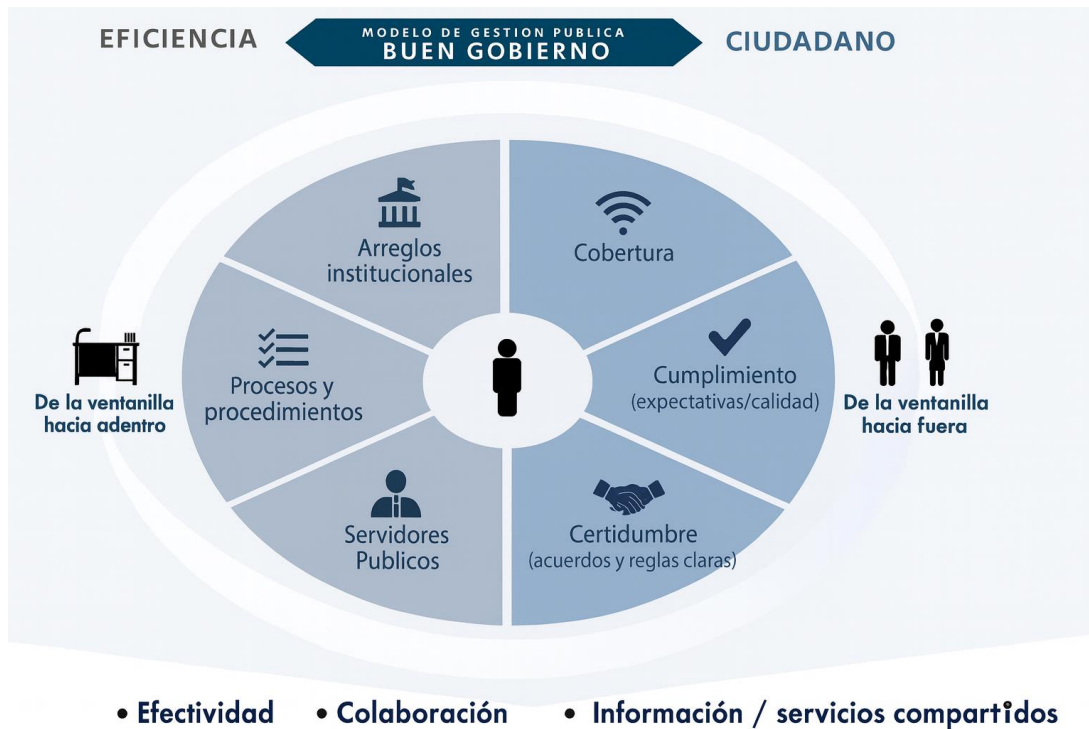 EFICIENCIA
MODELO DE GESTION PUBLICA
BUEN GOBIERNO
CIUDADANO
Arreglos
institucionales
Cobertura
Procesos y
procedimientos
Cumplimiento
(expectativas/calidad)
De la ventanilla
hacia adentro
De la ventanilla
hacia fuera
Servidores
Publicos
Certidumbre
(acuerdos y reglas claras)
• Efectividad • Colaboración • Información / servicios compartidos